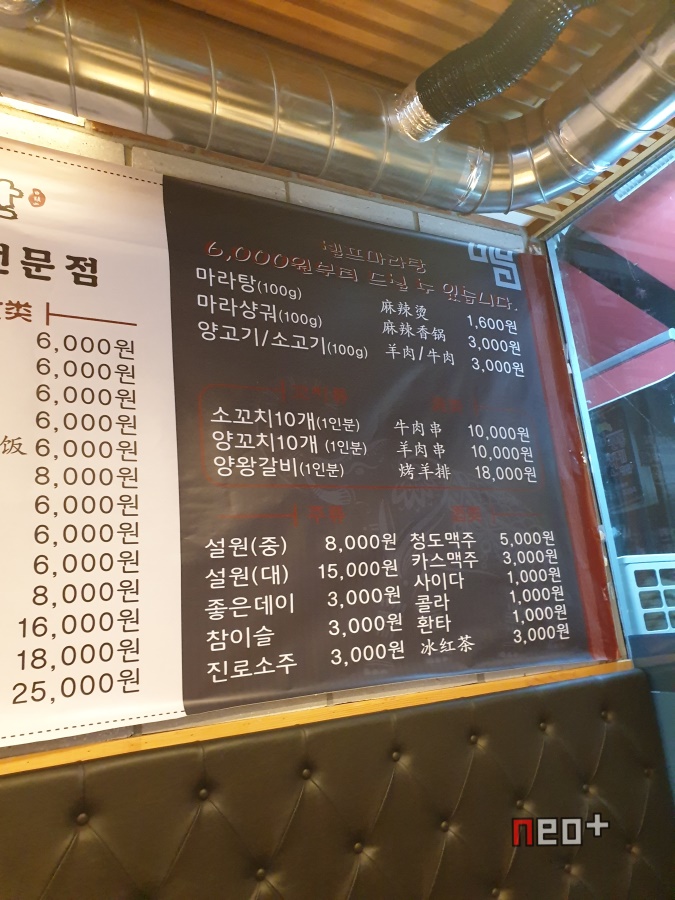 전문점
类
6,000원
6,000원
6,000원
6,000원
饭 6,000원
8,000원
6,000원
6,000원
6,000원
8,000원
16,000원
18,000원
25,000원
셀프마라탕
6,000원부터 드실 수 있습니다.
마라탕(100g) 麻辣烫 1,600원
마라샹궈(100g) 麻辣香锅 3,000원
양고기/소고기(100g) 羊肉/牛肉 3,000원
소꼬치10개(1인분) 牛肉串 10,000원
양꼬치10개 (1인분) 羊肉串 10,000원
양왕갈비(1인분) 烤羊排 18,000원
설원(중) 8,000원 청도맥주 5,000원
설원(대) 15,000원 카스맥주 3,000원
좋은데이 3,000원 사이다 1,000원
참이슬 3,000원 콜라 1,000원
진로소주 3,000원 환타 1,000원
冰红茶 3,000원
neo+